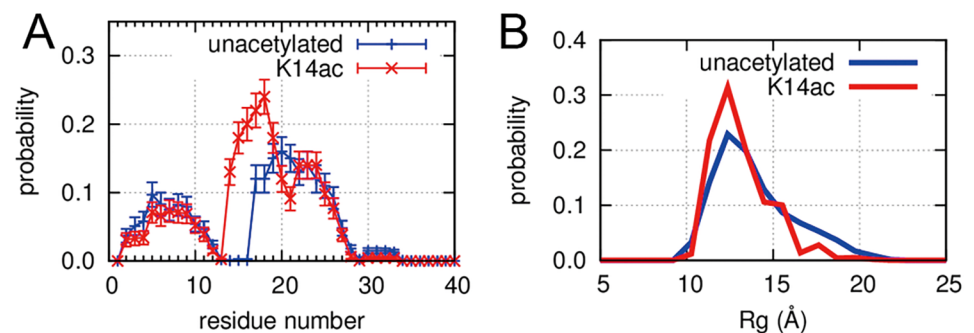 A
unacetylated
K14ac
probability
0.3
0.2
0.1
0.0
0 10 20 30 40
residue number
B
unacetylated
K14ac
probability
0.4
0.3
0.2
0.1
0.0
5 10 15 20 25
Rg (Å)